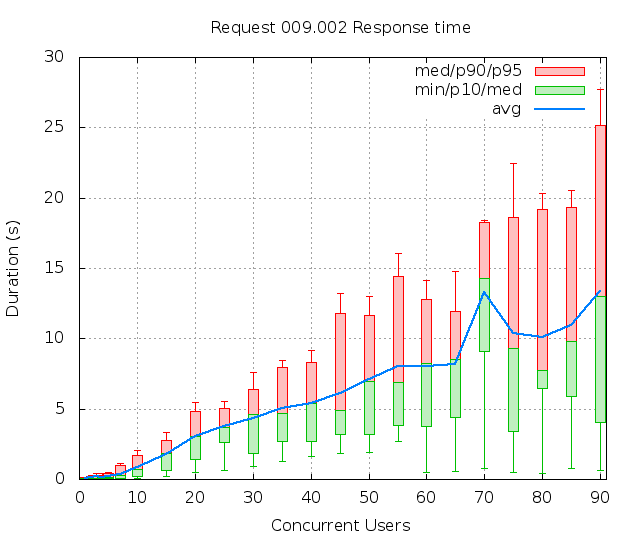 Request 009.002 Response time
30
25
20
15
10
5
0
Duration (s)
med/p90/p95
min/p10/med
avg
0 10 20 30 40 50 60 70 80 90
Concurrent Users